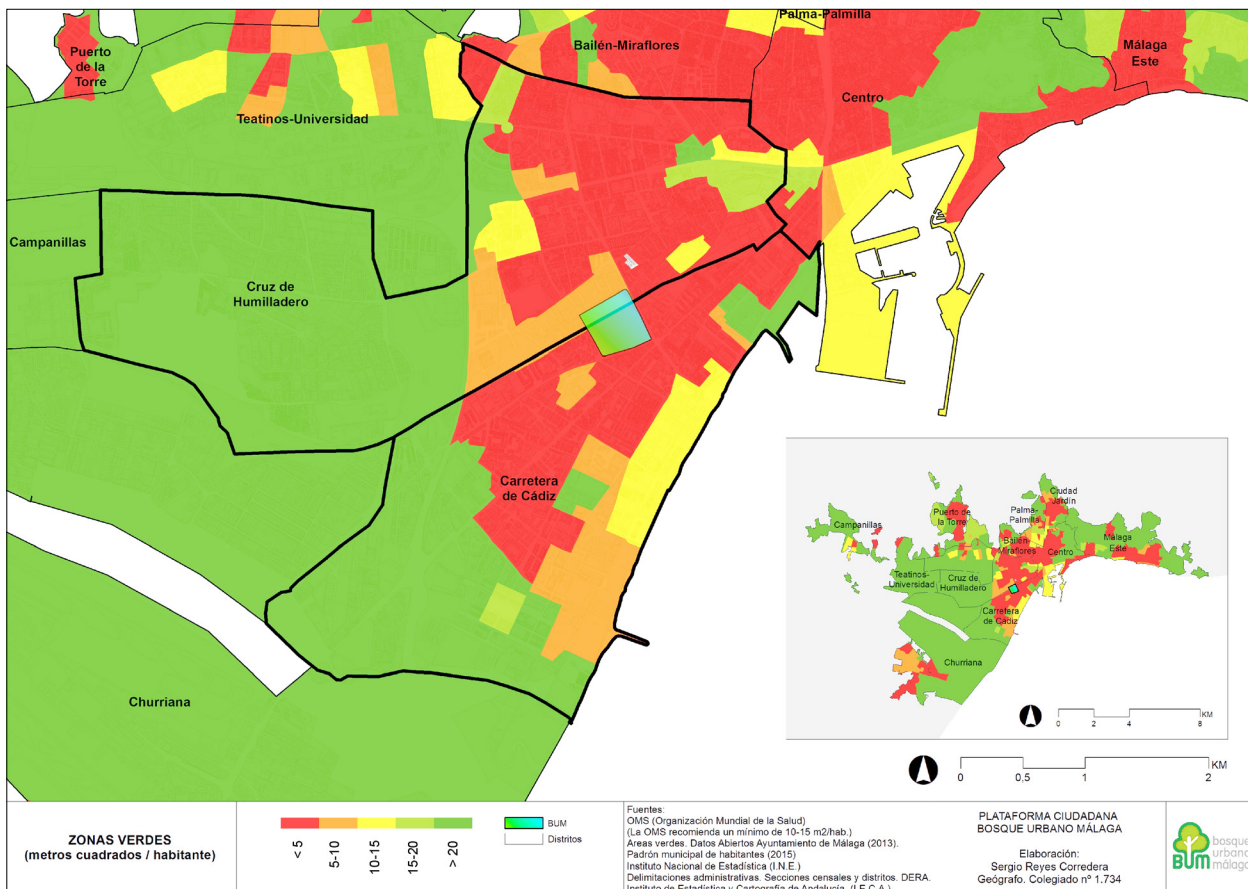 Palma-Palmilla
Bailén-Miraflores
Puerto
de la
Torre
Málaga
Este
Centro
Teatinos-Universidad
Campanillas
Cruz de
Humilladero
Carretera
de Cádiz
Churriana
Ciudad
Jardín
Puerto de
la Torre
Palma-
Palmilla
Campanillas
Bailén-
Miraflores
Centro
Málaga
Este
Teatinos-
Universidad
Cruz de
Humilladero
Carretera
de Cádiz
Churriana
0 2 4 8 KM
0 0,5 1 2 KM
ZONAS VERDES
(metros cuadrados / habitante)
< 5
5-10
10-15
15-20
> 20
BUM
Distritos
Fuentes:
OMS (Organización Mundial de la Salud)
(La OMS recomienda un mínimo de 10-15 m2/hab.)
Areas verdes. Datos Abiertos Ayuntamiento de Málaga (2013).
Padrón municipal de habitantes (2015)
Instituto Nacional de Estadística (I.N.E.)
Delimitaciones administrativas. Secciones censales y distritos. DERA.
Instituto de Estadística y Cartografía de Andalucía. (I.E.C.A.)
PLATAFORMA CIUDADANA
BOSQUE URBANO MÁLAGA
Elaboración:
Sergio Reyes Corredera
Geógrafo. Colegiado nº 1.734
BUM
bosque
urbano
málaga